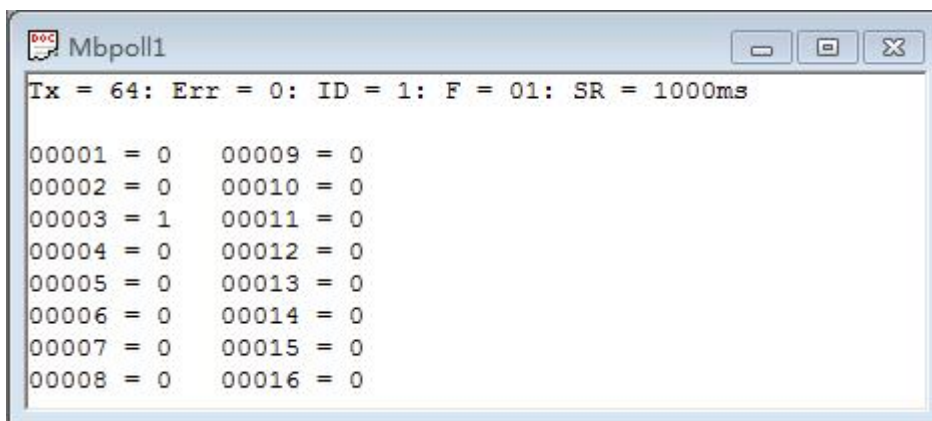 Mbpoll1
Tx = 64: Err = 0: ID = 1: F = 01: SR = 1000ms
00001 = 0   00009 = 0
00002 = 0   00010 = 0
00003 = 1   00011 = 0
00004 = 0   00012 = 0
00005 = 0   00013 = 0
00006 = 0   00014 = 0
00007 = 0   00015 = 0
00008 = 0   00016 = 0